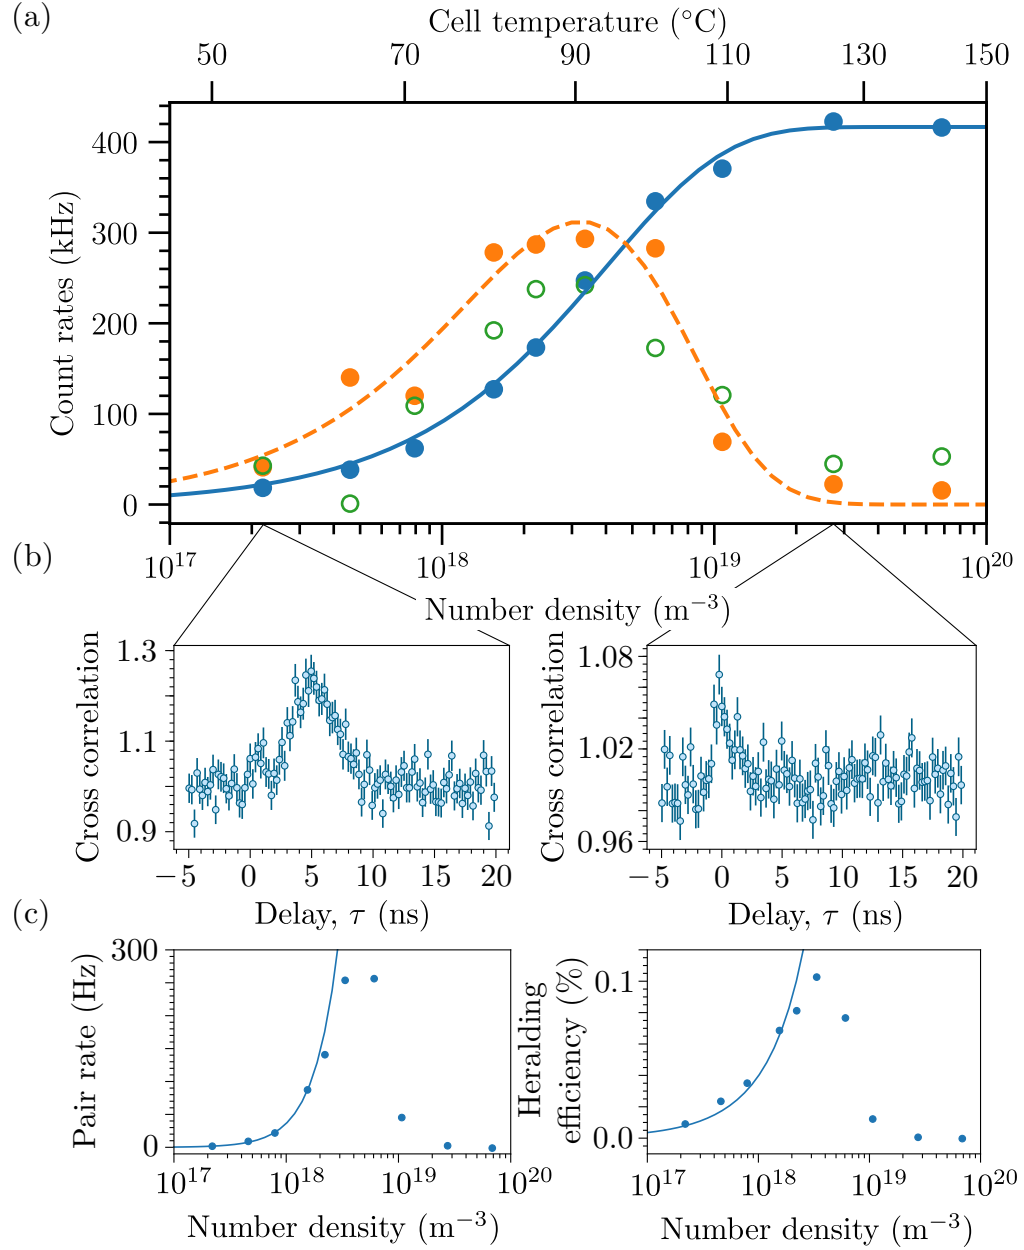 (a)
Cell temperature (°C)
50 70 90 110 130 150
Count rates (kHz)
400
300
200
100
0
10^17 10^18 10^19 10^20
Number density (m^−3)
(b)
Cross correlation
1.3
1.1
0.9
−5 0 5 10 15 20
Delay, τ (ns)
Cross correlation
1.08
1.02
0.96
−5 0 5 10 15 20
Delay, τ (ns)
(c)
Pair rate (Hz)
300
0
10^17 10^18 10^19 10^20
Number density (m^−3)
Heralding
efficiency (%)
0.1
0.0
10^17 10^18 10^19 10^20
Number density (m^−3)